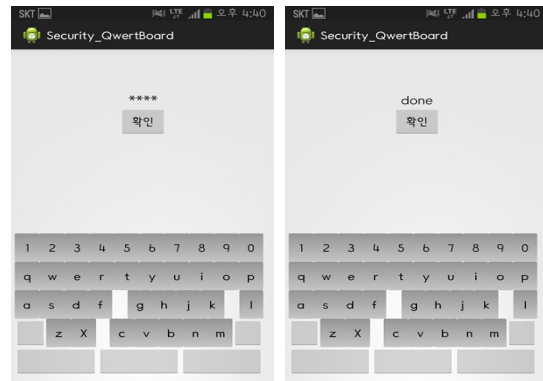 SKT LTE 오후 4:40
Security_QwertBoard
****
확인
1 2 3 4 5 6 7 8 9 0
q w e r t y u i o p
a s d f g h j k l
z X c v b n m
SKT LTE 오후 4:40
Security_QwertBoard
done
확인
1 2 3 4 5 6 7 8 9 0
q w e r t y u i o p
a s d f g h j k l
z X c v b n m